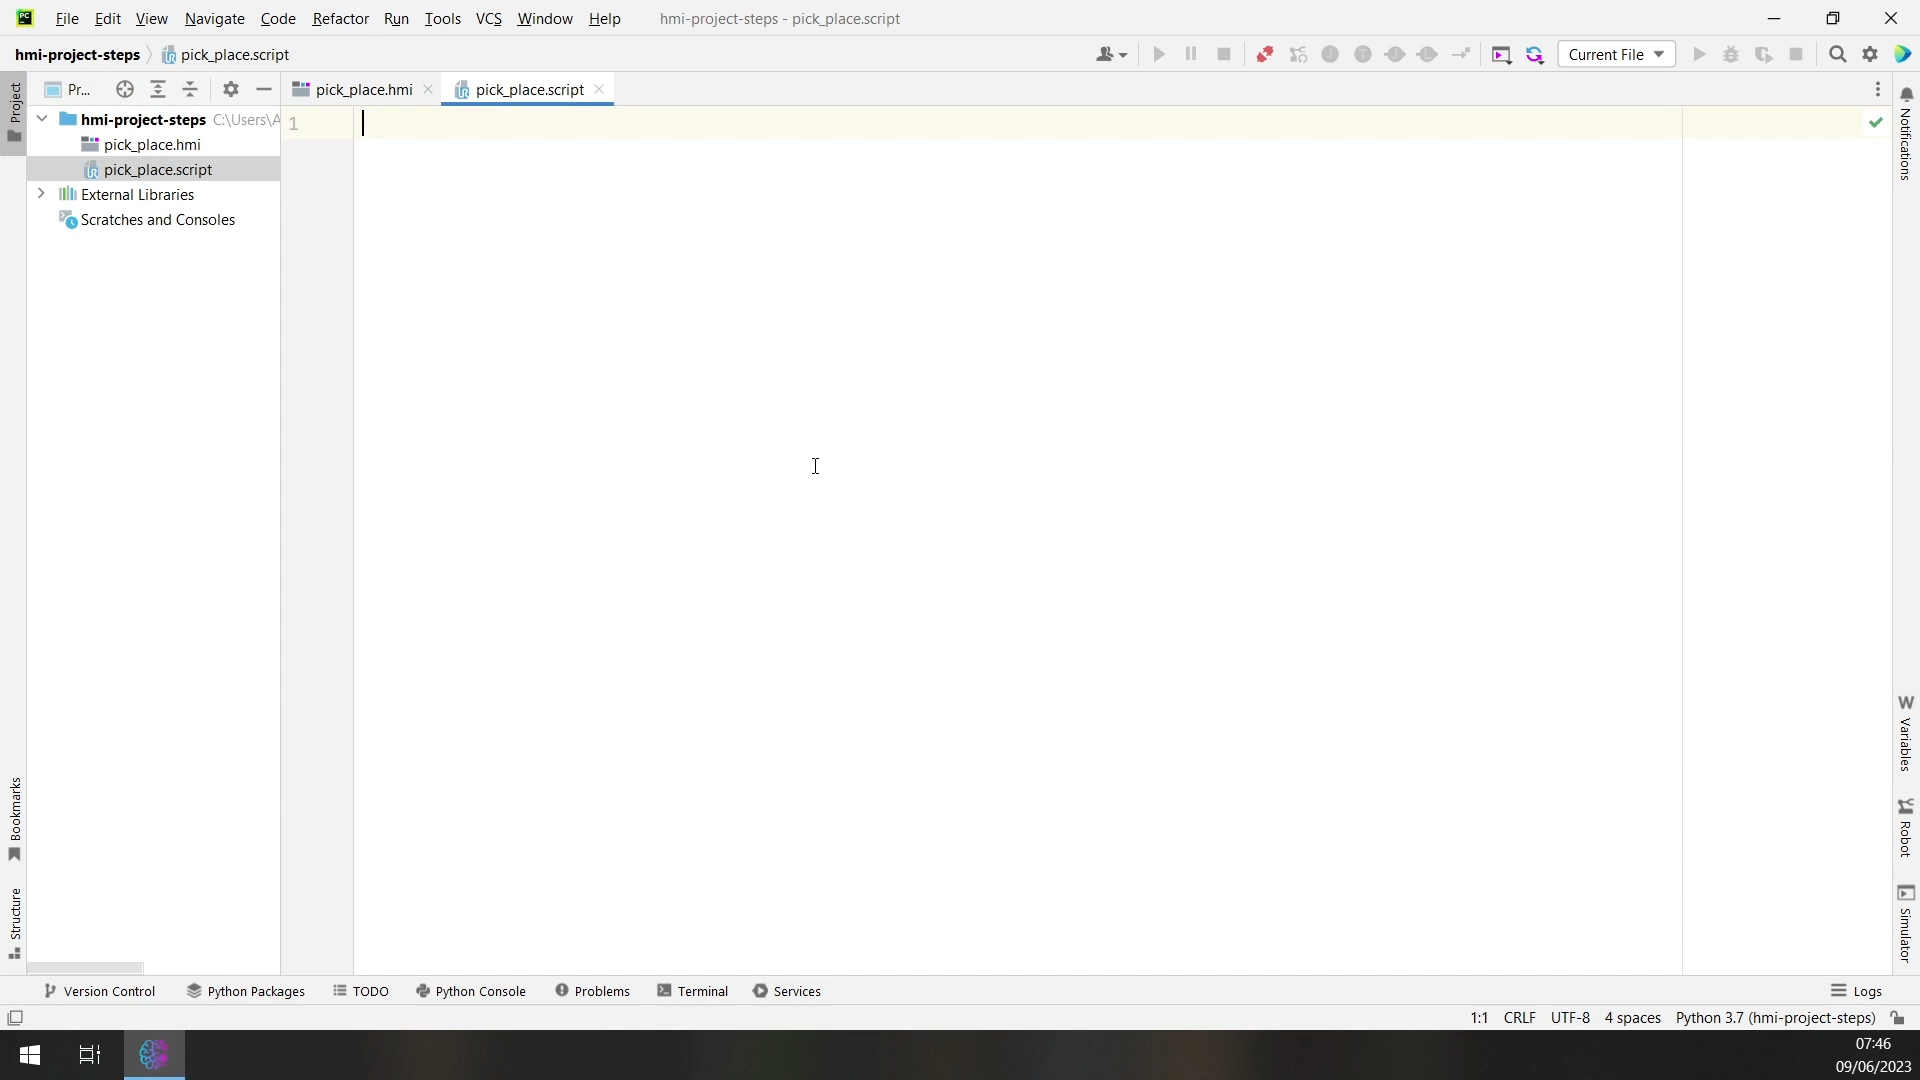 PC File Edit View Navigate Code Refactor Run Tools VCS Window Help hmi-project-steps - pick_place.script
hmi-project-steps pick_place.script Current File
Project Pr... pick_place.hmi pick_place.script
hmi-project-steps C:\Users\A 1
pick_place.hmi
pick_place.script
External Libraries
Scratches and Consoles
Notifications
W Variables
Robot
Simulator
Bookmarks
Structure
Version Control Python Packages TODO Python Console Problems Terminal Services Logs
1:1 CRLF UTF-8 4 spaces Python 3.7 (hmi-project-steps)
07:46
09/06/2023